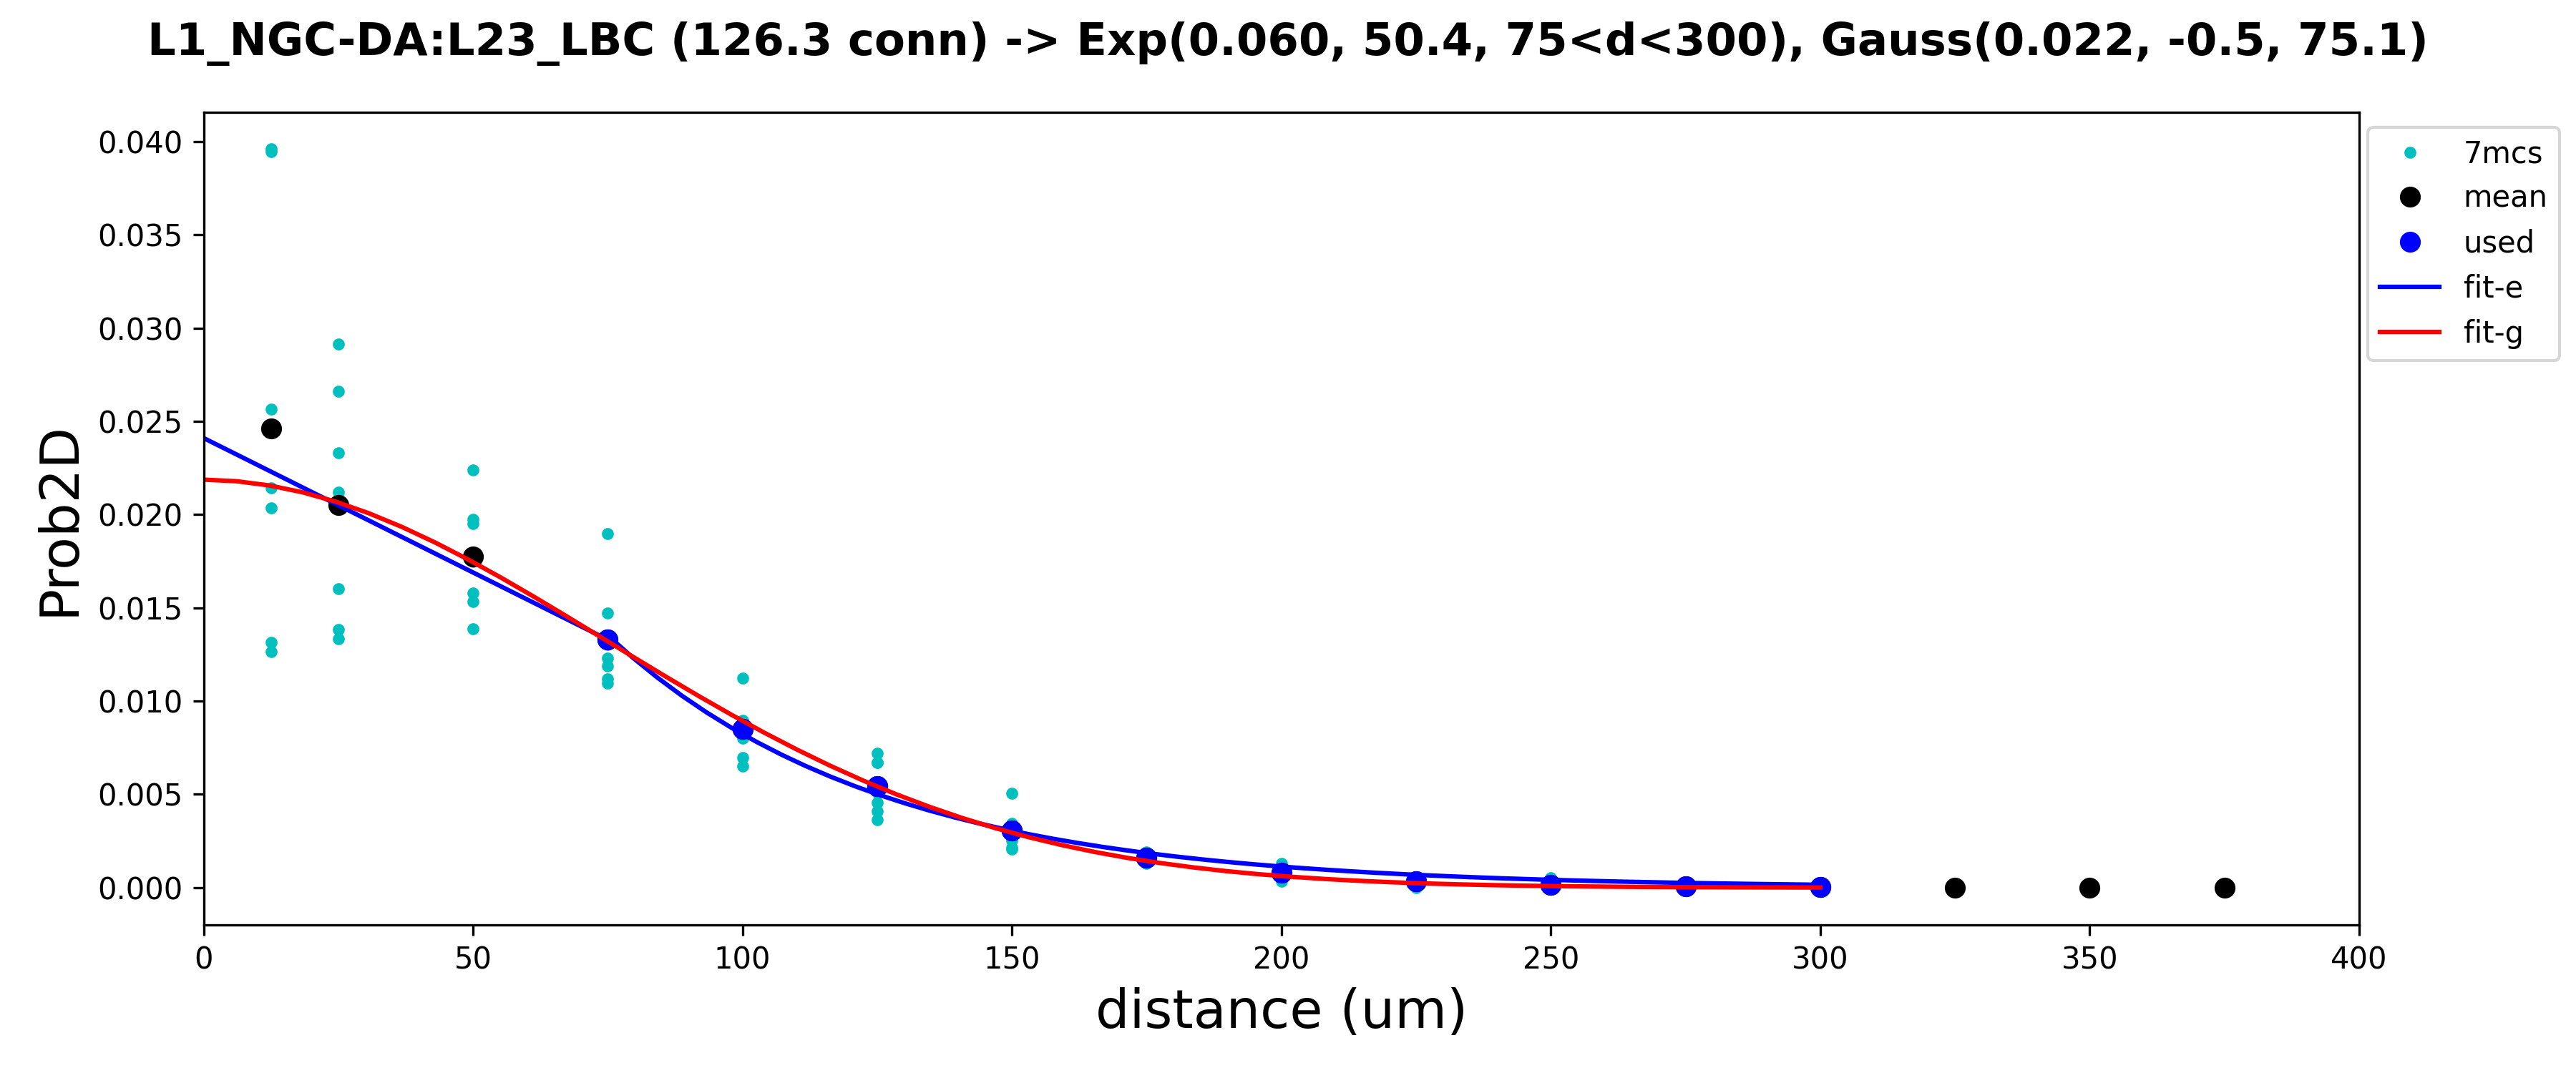 L1_NGC-DA:L23_LBC (126.3 conn) -> Exp(0.060, 50.4, 75<d<300), Gauss(0.022, -0.5, 75.1)
0.040
0.035
0.030
0.025
0.020
0.015
0.010
0.005
0.000
Prob2D
0 50 100 150 200 250 300 350 400
distance (um)
7mcs
mean
used
fit-e
fit-g